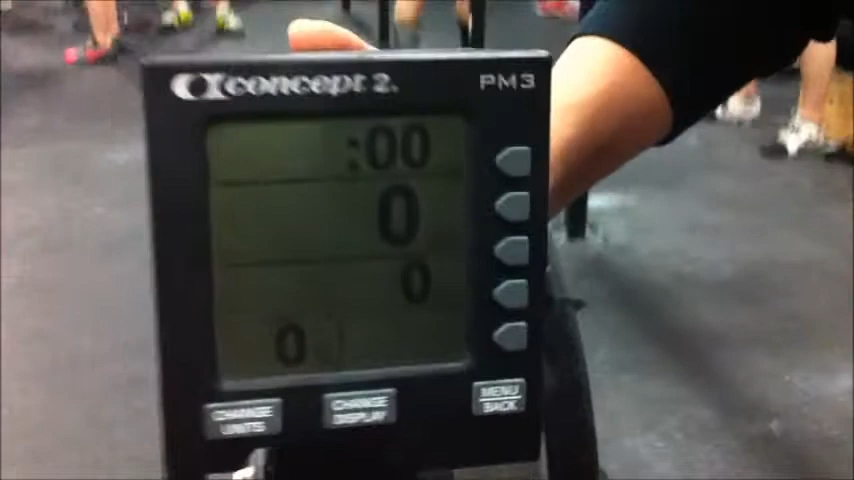 concept 2.
PM3
:00
0
0
0
CHANGE
UNITS
CHANGE
DISPLAY
MENU
BACK